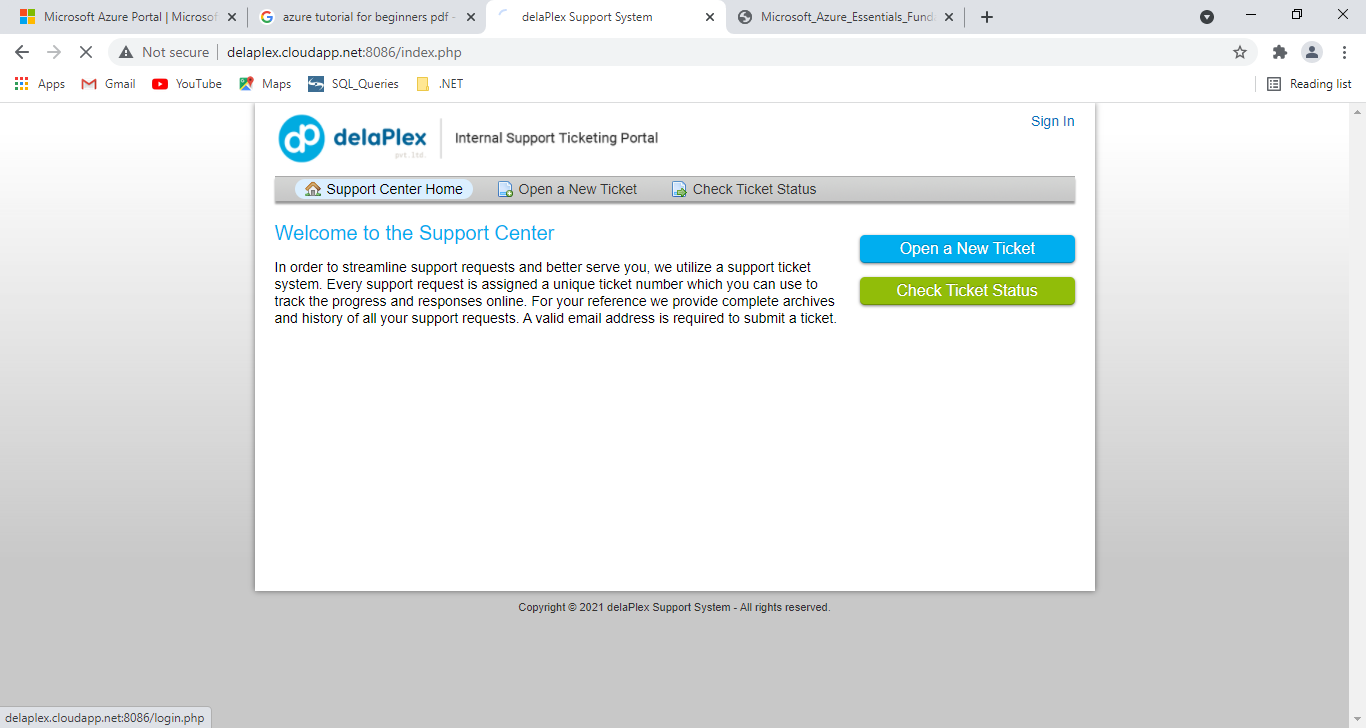 Microsoft Azure Portal | Microsof
azure tutorial for beginners pdf -
delaPlex Support System
Microsoft_Azure_Essentials_Fund
Not secure
delaplex.cloudapp.net:8086/index.php
Apps
Gmail
YouTube
Maps
SQL_Queries
.NET
Reading list
dp delaPlex
pvt.ltd.
Internal Support Ticketing Portal
Sign In
Support Center Home
Open a New Ticket
Check Ticket Status
Welcome to the Support Center
In order to streamline support requests and better serve you, we utilize a support ticket
system. Every support request is assigned a unique ticket number which you can use to
track the progress and responses online. For your reference we provide complete archives
and history of all your support requests. A valid email address is required to submit a ticket.
Open a New Ticket
Check Ticket Status
Copyright © 2021 delaPlex Support System - All rights reserved.
delaplex.cloudapp.net:8086/login.php